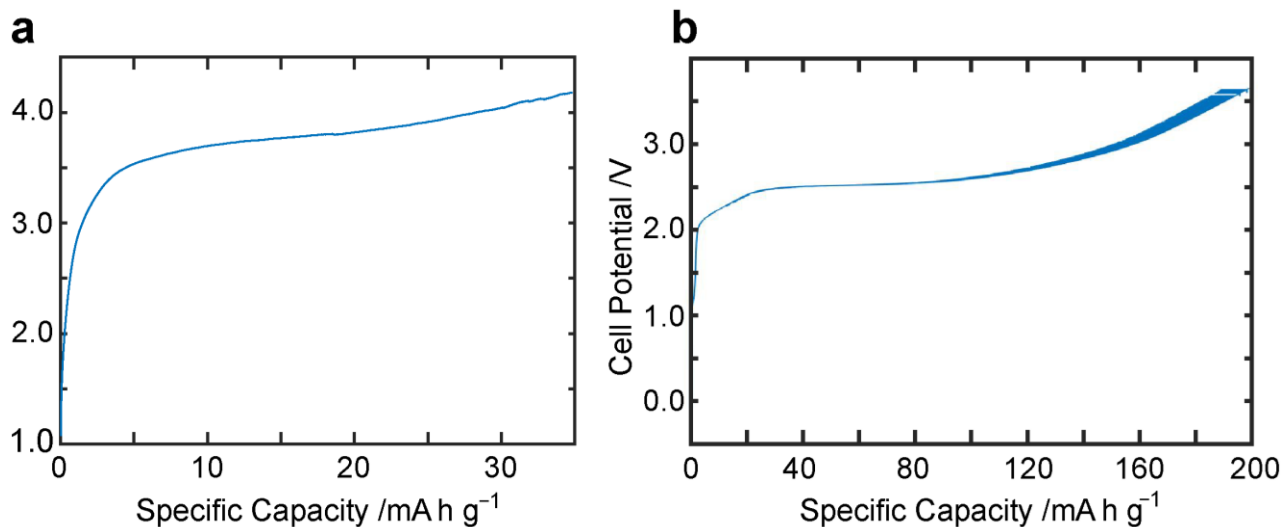 a
4.0
3.0
2.0
1.0
0 10 20 30
Specific Capacity /mA h g⁻¹
b
Cell Potential /V
3.0
2.0
1.0
0.0
0 40 80 120 160 200
Specific Capacity /mA h g⁻¹